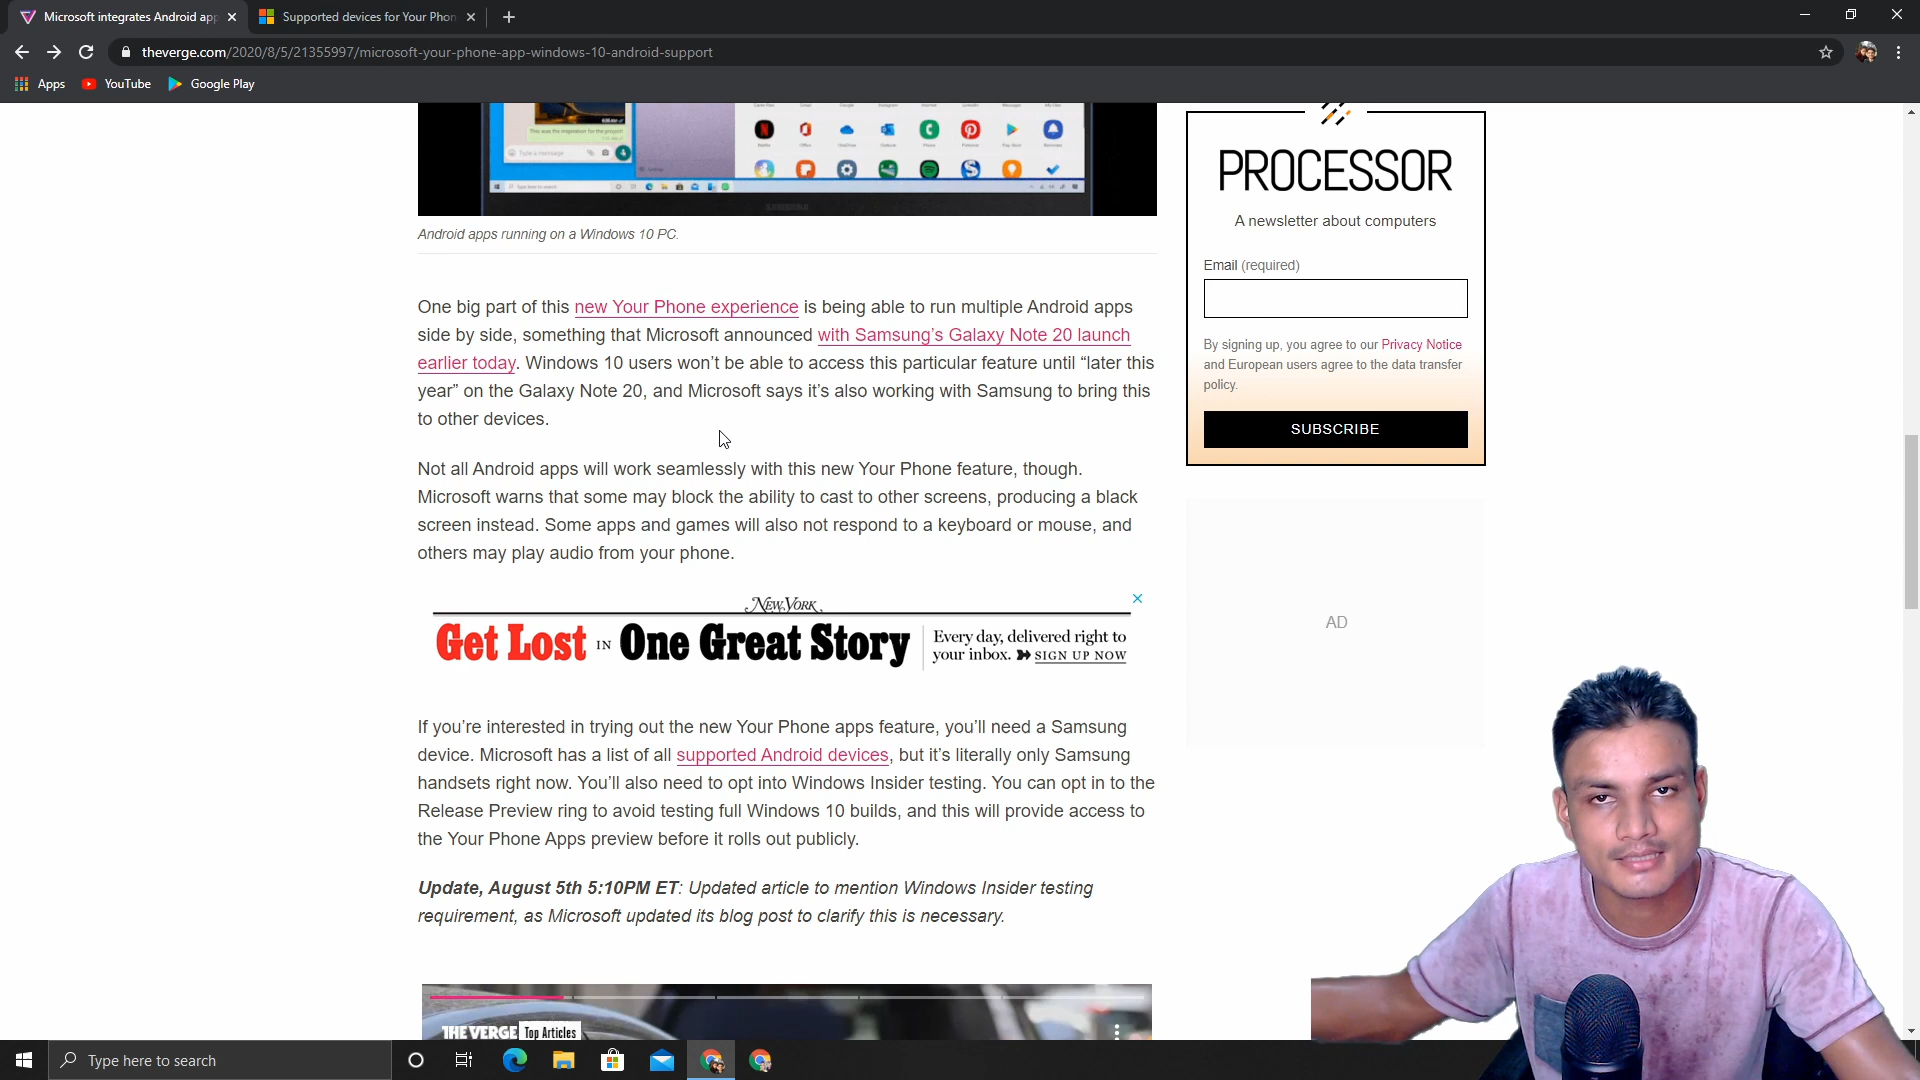 Microsoft integrates Android app
Supported devices for Your Phon
theverge.com/2020/8/5/21355997/microsoft-your-phone-app-windows-10-android-support
Apps
YouTube
Google Play
This was the inspiration for the project!
Type a message
SAMSUNG
Android apps running on a Windows 10 PC.
One big part of this new Your Phone experience is being able to run multiple Android apps
side by side, something that Microsoft announced with Samsung’s Galaxy Note 20 launch
earlier today. Windows 10 users won’t be able to access this particular feature until “later this
year” on the Galaxy Note 20, and Microsoft says it’s also working with Samsung to bring this
to other devices.
Not all Android apps will work seamlessly with this new Your Phone feature, though.
Microsoft warns that some may block the ability to cast to other screens, producing a black
screen instead. Some apps and games will also not respond to a keyboard or mouse, and
others may play audio from your phone.
NEW YORK
Get Lost IN One Great Story
Every day, delivered right to
your inbox. SIGN UP NOW
If you’re interested in trying out the new Your Phone apps feature, you’ll need a Samsung
device. Microsoft has a list of all supported Android devices, but it’s literally only Samsung
handsets right now. You’ll also need to opt into Windows Insider testing. You can opt in to the
Release Preview ring to avoid testing full Windows 10 builds, and this will provide access to
the Your Phone Apps preview before it rolls out publicly.
Update, August 5th 5:10PM ET: Updated article to mention Windows Insider testing
requirement, as Microsoft updated its blog post to clarify this is necessary.
THE VERGE Top Articles
PROCESSOR
A newsletter about computers
Email (required)
By signing up, you agree to our Privacy Notice
and European users agree to the data transfer
policy.
SUBSCRIBE
AD
Type here to search